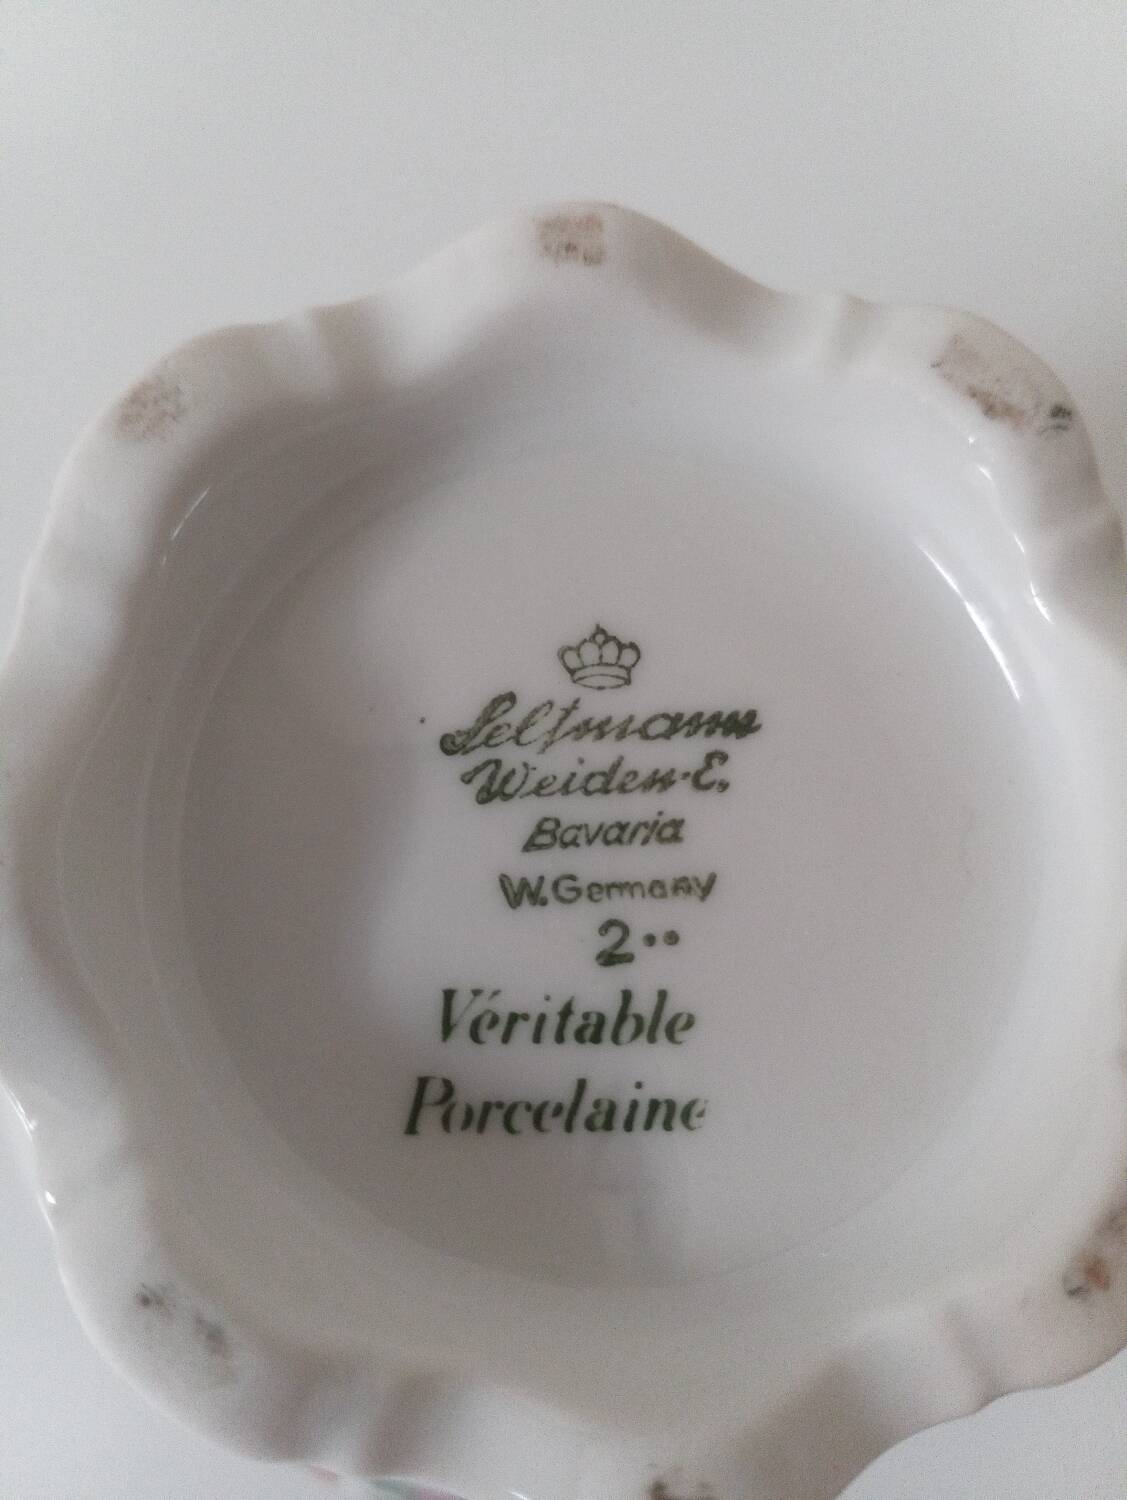 Seltmann
Weiden·E.
Bavaria
W.Germany
2··
Véritable
Porcelaine